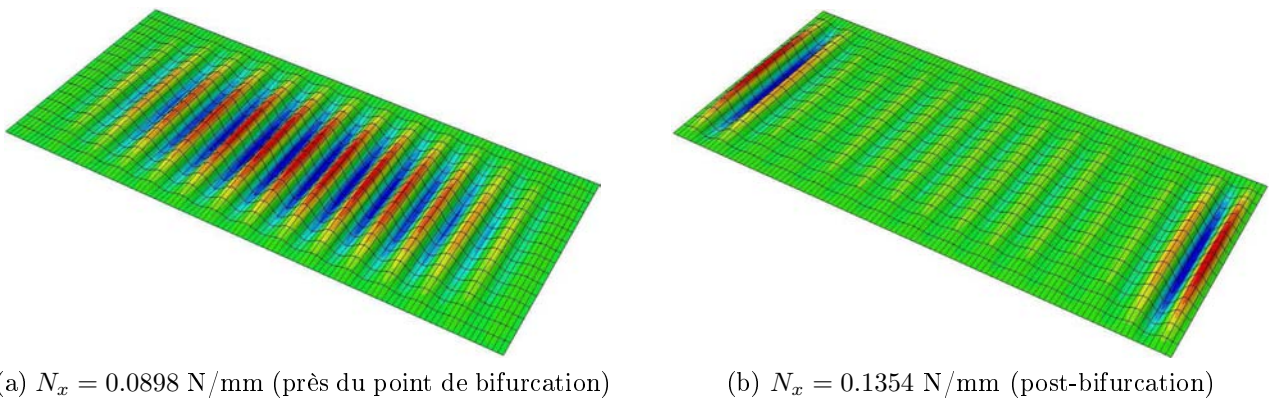 (a) N_x = 0.0898 N/mm (près du point de bifurcation)
(b) N_x = 0.1354 N/mm (post-bifurcation)